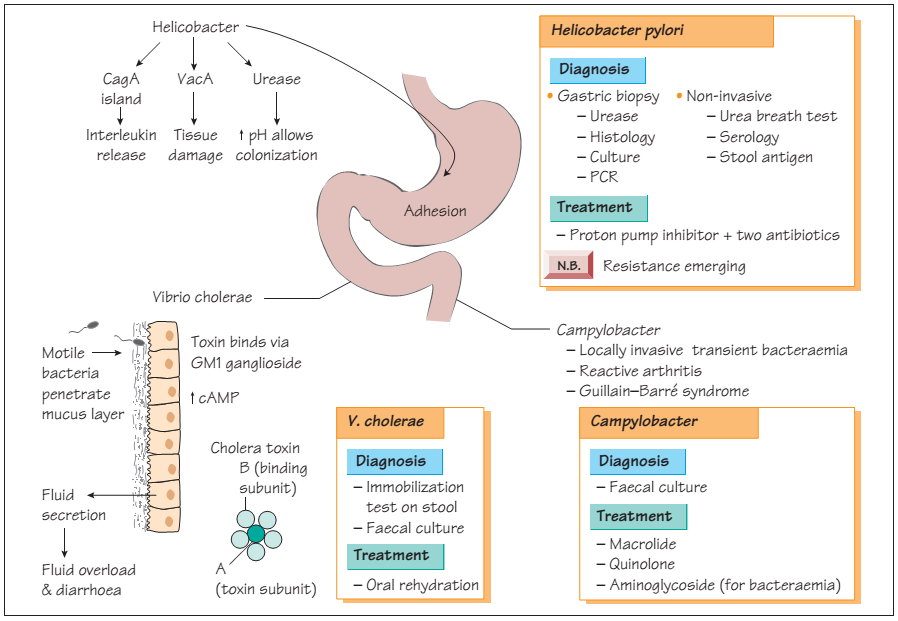 Helicobacter
CagA
island
VacA
Urease
Interleukin
release
Tissue
damage
↑ pH allows
colonization
Adhesion
Helicobacter pylori
Diagnosis
• Gastric biopsy
– Urease
– Histology
– Culture
– PCR
• Non-invasive
– Urea breath test
– Serology
– Stool antigen
Treatment
– Proton pump inhibitor + two antibiotics
N.B. Resistance emerging
Vibrio cholerae
Motile
bacteria
penetrate
mucus layer
Toxin binds via
GM1 ganglioside
↑ cAMP
Fluid
secretion
Fluid overload
& diarrhoea
Cholera toxin
B (binding
subunit)
A
(toxin subunit)
Campylobacter
– Locally invasive transient bacteraemia
– Reactive arthritis
– Guillain–Barré syndrome
V. cholerae
Diagnosis
– Immobilization
test on stool
– Faecal culture
Treatment
– Oral rehydration
Campylobacter
Diagnosis
– Faecal culture
Treatment
– Macrolide
– Quinolone
– Aminoglycoside (for bacteraemia)